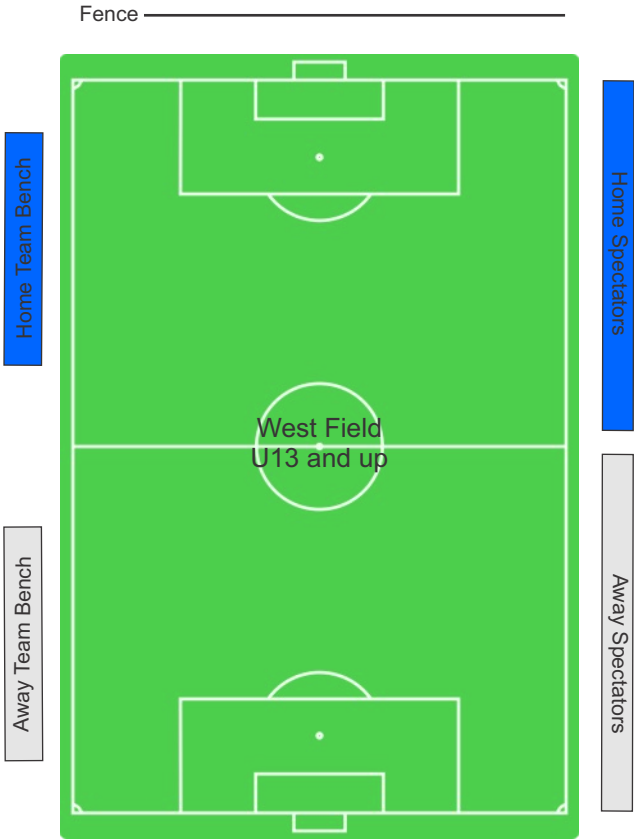 Fence
Home Team Bench
Home Spectators
West Field
U13 and up
Away Team Bench
Away Spectators